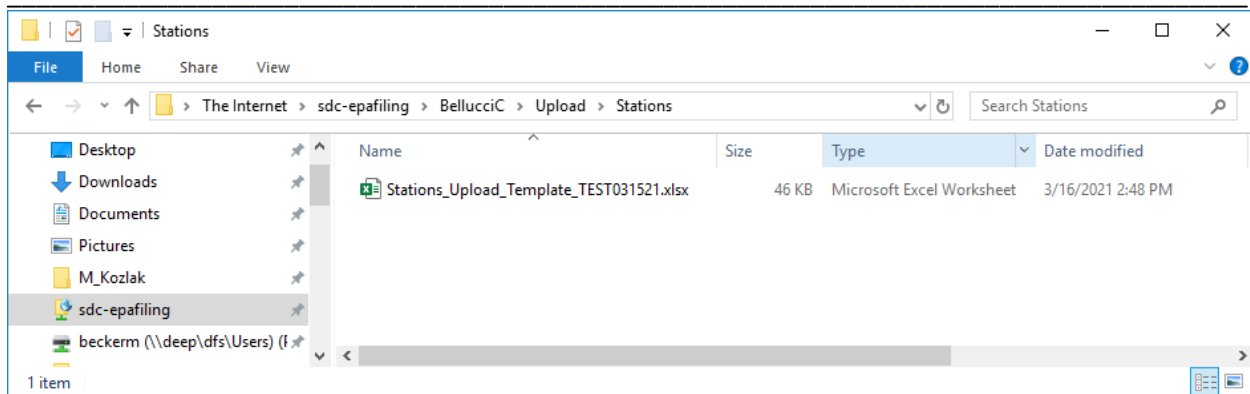 Stations
File Home Share View
The Internet > sdc-epafiling > BellucciC > Upload > Stations
Search Stations
Desktop
Downloads
Documents
Pictures
M_Kozlak
sdc-epafiling
beckerm (\\deep\dfs\Users) (
Name Size Type Date modified
Stations_Upload_Template_TEST031521.xlsx 46 KB Microsoft Excel Worksheet 3/16/2021 2:48 PM
1 item